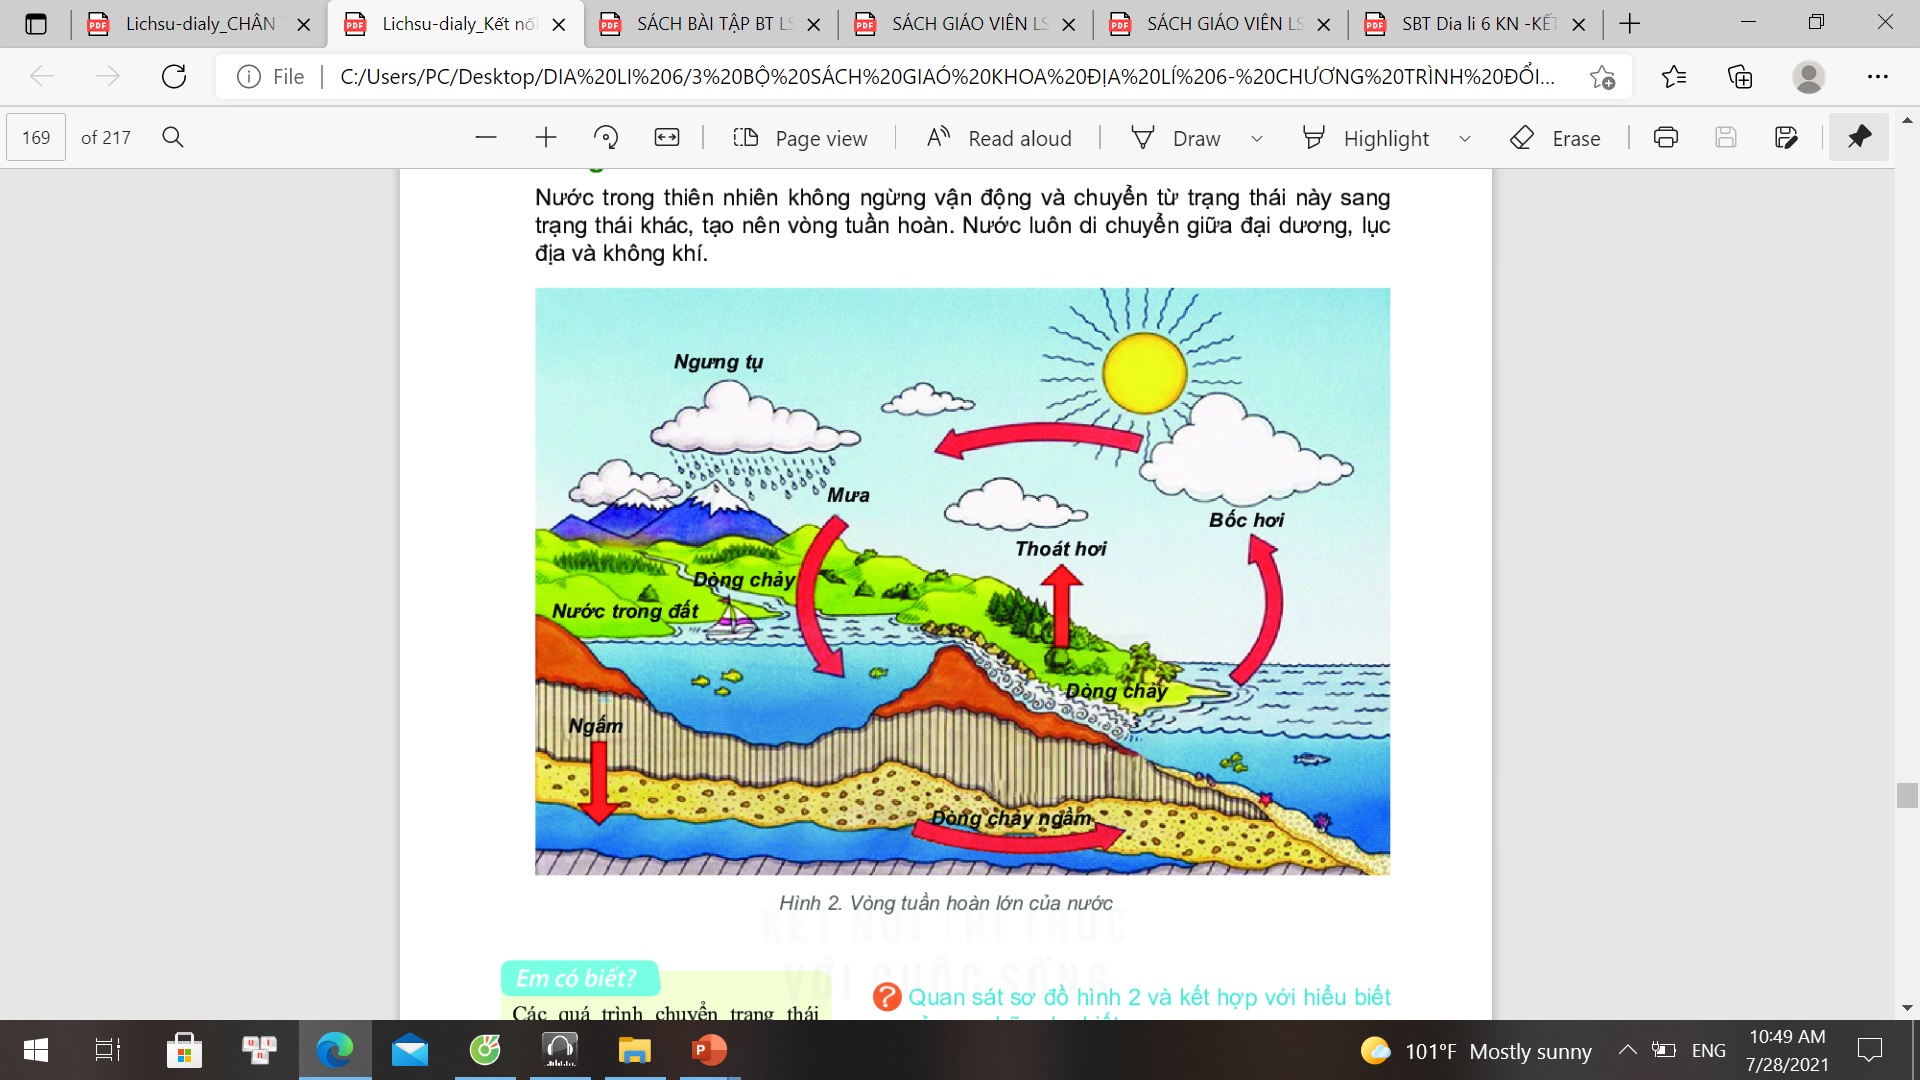 Lichsu-dialy_CHÂN
Lichsu-dialy_Kết nối
SÁCH BÀI TẬP BT LS
SÁCH GIÁO VIÊN LS
SÁCH GIÁO VIÊN LS
SBT Dia li 6 KN -KẾT
File
C:/Users/PC/Desktop/DIA%20LI%206/3%20BỘ%20SÁCH%20GIAÓ%20KHOA%20ĐỊA%20LÍ%206-%20CHƯƠNG%20TRÌNH%20ĐỔI...
169 of 217
Page view
Read aloud
Draw
Highlight
Erase
Nước trong thiên nhiên không ngừng vận động và chuyển từ trạng thái này sang
trạng thái khác, tạo nên vòng tuần hoàn. Nước luôn di chuyển giữa đại dương, lục
địa và không khí.
Ngưng tụ
Mưa
Bốc hơi
Thoát hơi
Dòng chảy
Nước trong đất
Dòng chảy
Ngấm
Dòng chảy ngầm
Hình 2. Vòng tuần hoàn lớn của nước
KẾT NỐI TRI THỨC
VỚI CUỘC SỐNG
Em có biết?
Các quá trình chuyển trạng thái
? Quan sát sơ đồ hình 2 và kết hợp với hiểu biết
101°F Mostly sunny
ENG
10:49 AM
7/28/2021